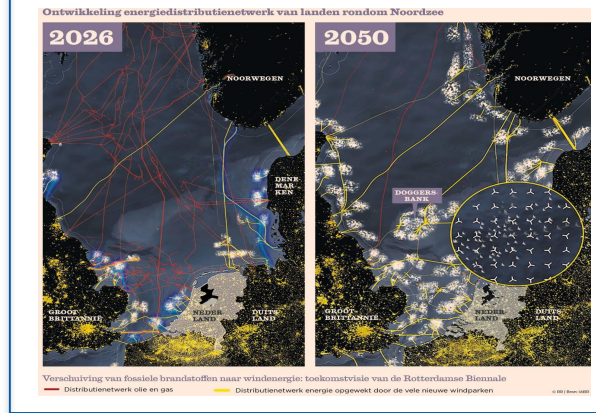 Ontwikkeling energiedistributienetwerk van landen rondom Noordzee
2026
NOORWEGEN
DENE-
MAR-
KEN
GROOT-
BRITTANNIË
NEDER
LAND
DUITS
LAND
2050
NOORWEGEN
DOGGERS-
BANK
GROOT-
BRITTANNIË
NEDER
LAND
DUITS
LAND
Verschuiving van fossiele brandstoffen naar windenergie: toekomstvisie van de Rotterdamse Biennale
Distributienetwerk olie en gas
Distributienetwerk energie opgewekt door de vele nieuwe windparken